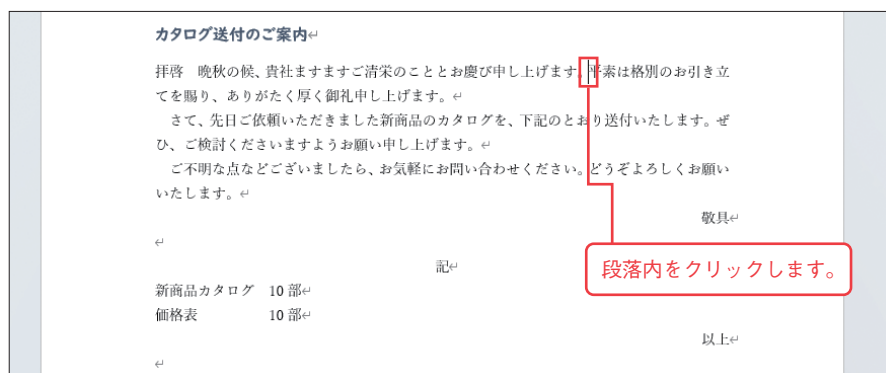 カタログ送付のご案内↵
拝啓　晩秋の候、貴社ますますご清栄のこととお慶び申し上げます。平素は格別のお引き立
てを賜り、ありがたく厚く御礼申し上げます。↵
　さて、先日ご依頼いただきました新商品のカタログを、下記のとおり送付いたします。ぜ
ひ、ご検討くださいますようお願い申し上げます。↵
　ご不明な点などございましたら、お気軽にお問い合わせください。どうぞよろしくお願い
いたします。↵
敬具↵
↵
段落内をクリックします。
記↵
新商品カタログ　10 部↵
価格表　　　　　10 部↵
以上↵
↵